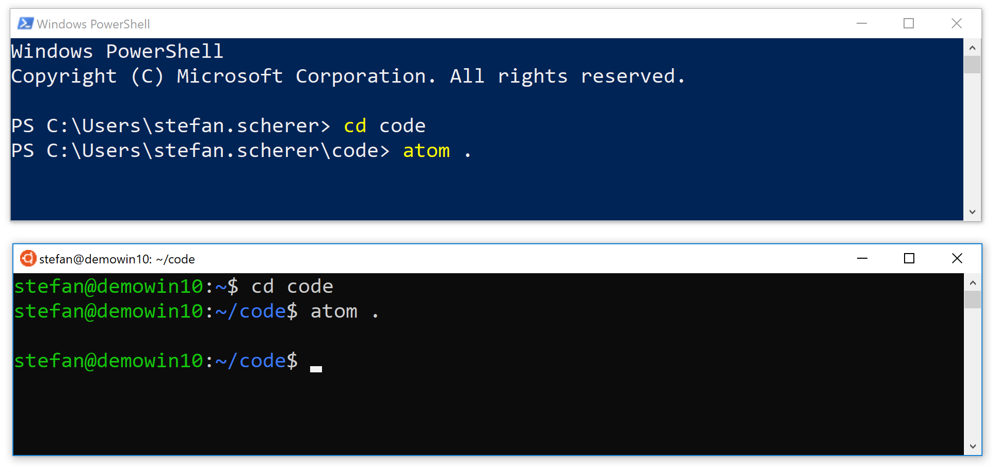 Windows PowerShell
Windows PowerShell
Copyright (C) Microsoft Corporation. All rights reserved.
PS C:\Users\stefan.scherer> cd code
PS C:\Users\stefan.scherer\code> atom .
stefan@demowin10: ~/code
stefan@demowin10:~$ cd code
stefan@demowin10:~/code$ atom .
stefan@demowin10:~/code$